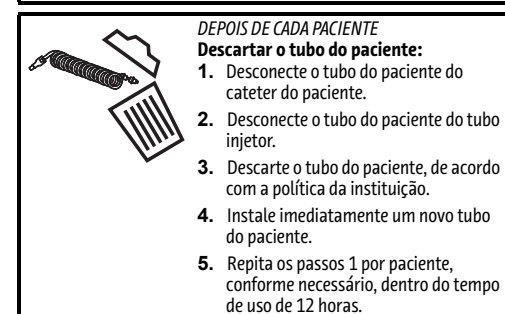 DEPOIS DE CADA PACIENTE
Descartar o tubo do paciente:
1. Desconecte o tubo do paciente do
cateter do paciente.
2. Desconecte o tubo do paciente do tubo
injetor.
3. Descarte o tubo do paciente, de acordo
com a política da instituição.
4. Instale imediatamente um novo tubo
do paciente.
5. Repita os passos 1 por paciente,
conforme necessário, dentro do tempo
de uso de 12 horas.